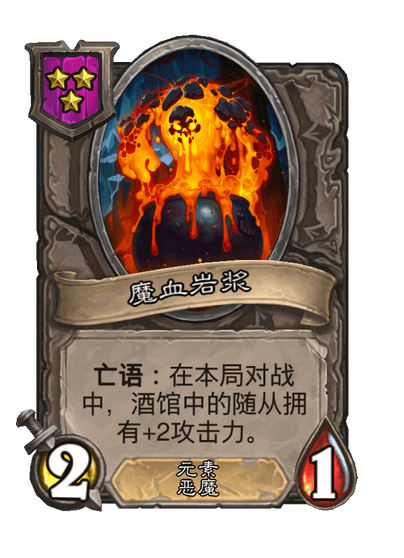 魔血岩浆
亡语：在本局对战
中，酒馆中的随从拥
有+2攻击力。
元素
恶魔
2
1